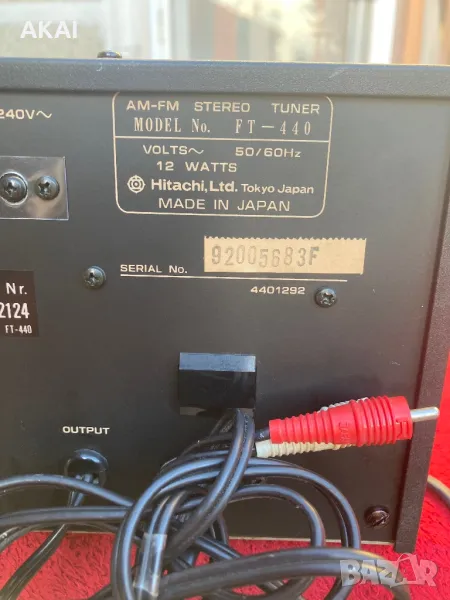 AKAI
240V~
AM-FM STEREO TUNER
MODEL No. FT-440
VOLTS~ 50/60Hz
12 WATTS
Hitachi, Ltd. Tokyo Japan
MADE IN JAPAN
SERIAL No. 92005683F
4401292
Nr.
2124
FT-440
OUTPUT
BAZAR